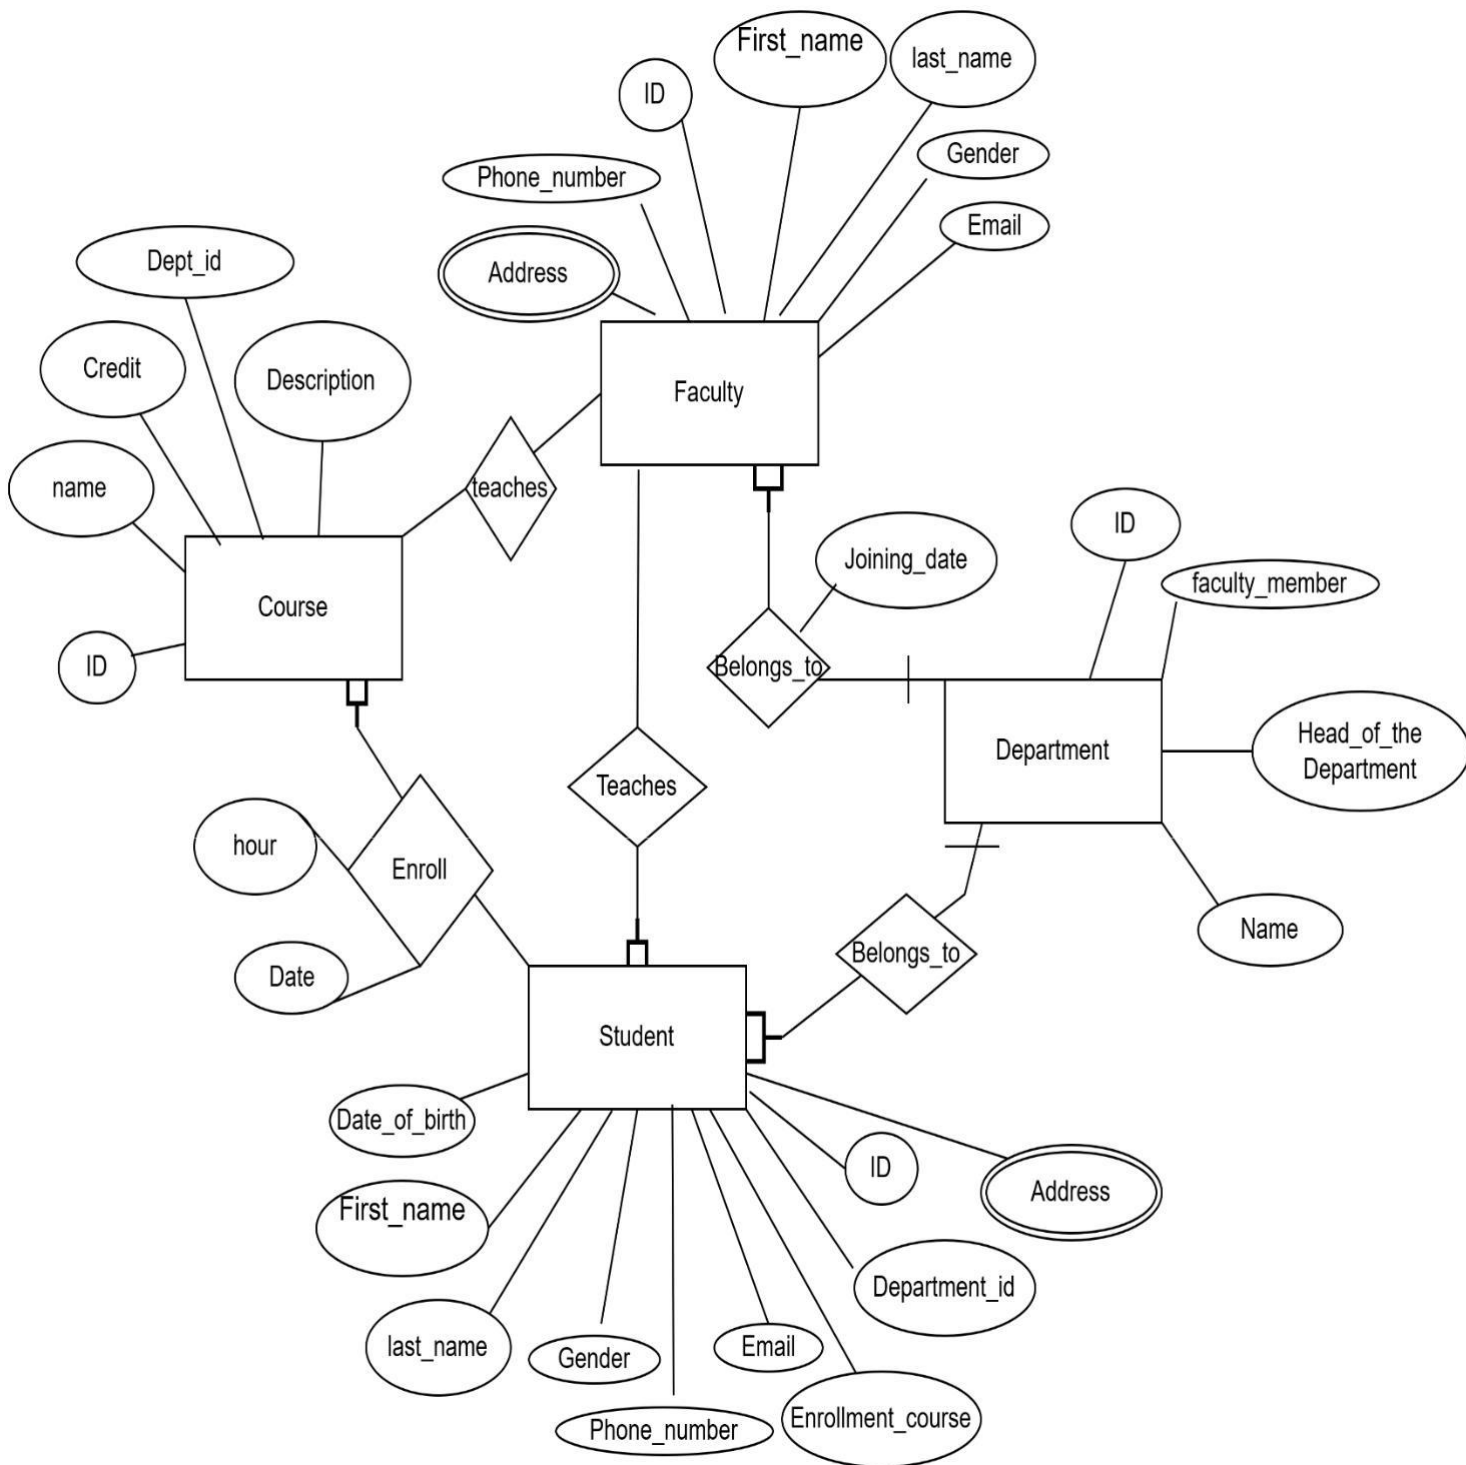 First_name
last_name
ID
Gender
Phone_number
Email
Address
Dept_id
Credit
Description
Faculty
name
teaches
ID
Joining_date
faculty_member
Course
ID
Belongs_to
Department
Head_of_the
Department
Teaches
hour
Enroll
Name
Date
Belongs_to
Student
Date_of_birth
ID
Address
First_name
Department_id
last_name
Gender
Email
Enrollment_course
Phone_number